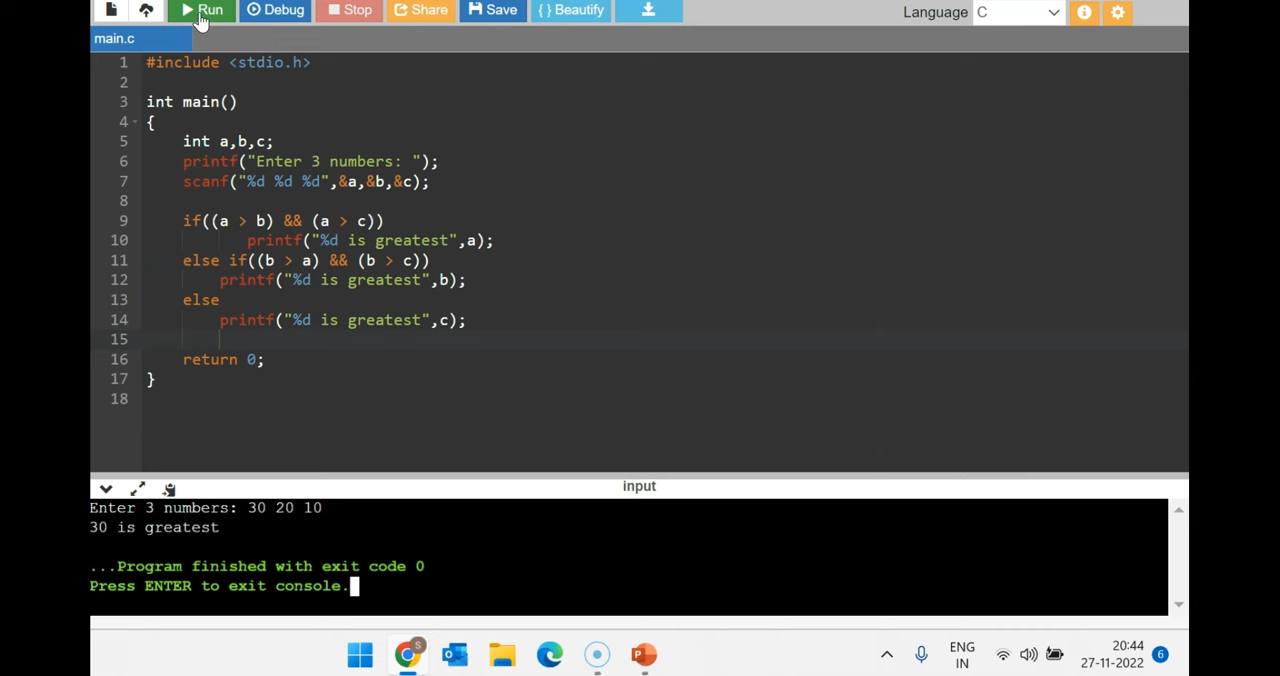 Run Debug Stop Share Save { } Beautify Language C
main.c
1 #include <stdio.h>
2
3 int main()
4 {
5 int a,b,c;
6 printf("Enter 3 numbers: ");
7 scanf("%d %d %d",&a,&b,&c);
8
9 if((a > b) && (a > c))
10 printf("%d is greatest",a);
11 else if((b > a) && (b > c))
12 printf("%d is greatest",b);
13 else
14 printf("%d is greatest",c);
15
16 return 0;
17 }
18
input
Enter 3 numbers: 30 20 10
30 is greatest
...Program finished with exit code 0
Press ENTER to exit console.
S
ENG 20:44
IN 27-11-2022 6